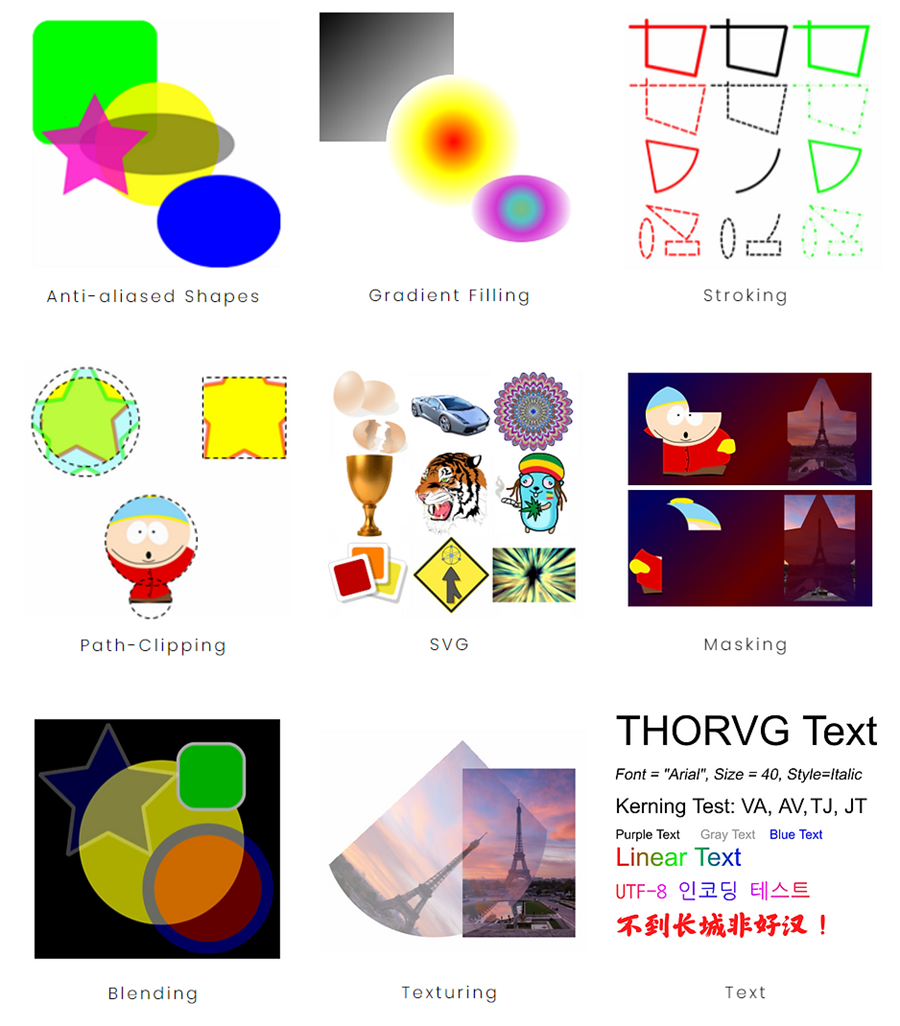 Anti-aliased Shapes
Gradient Filling
Stroking
Path-Clipping
SVG
Masking
THORVG Text
Font = "Arial", Size = 40, Style=Italic
Kerning Test: VA, AV,TJ, JT
Purple Text Gray Text Blue Text
Linear Text
UTF-8 인코딩 테스트
不到长城非好汉！
Blending
Texturing
Text